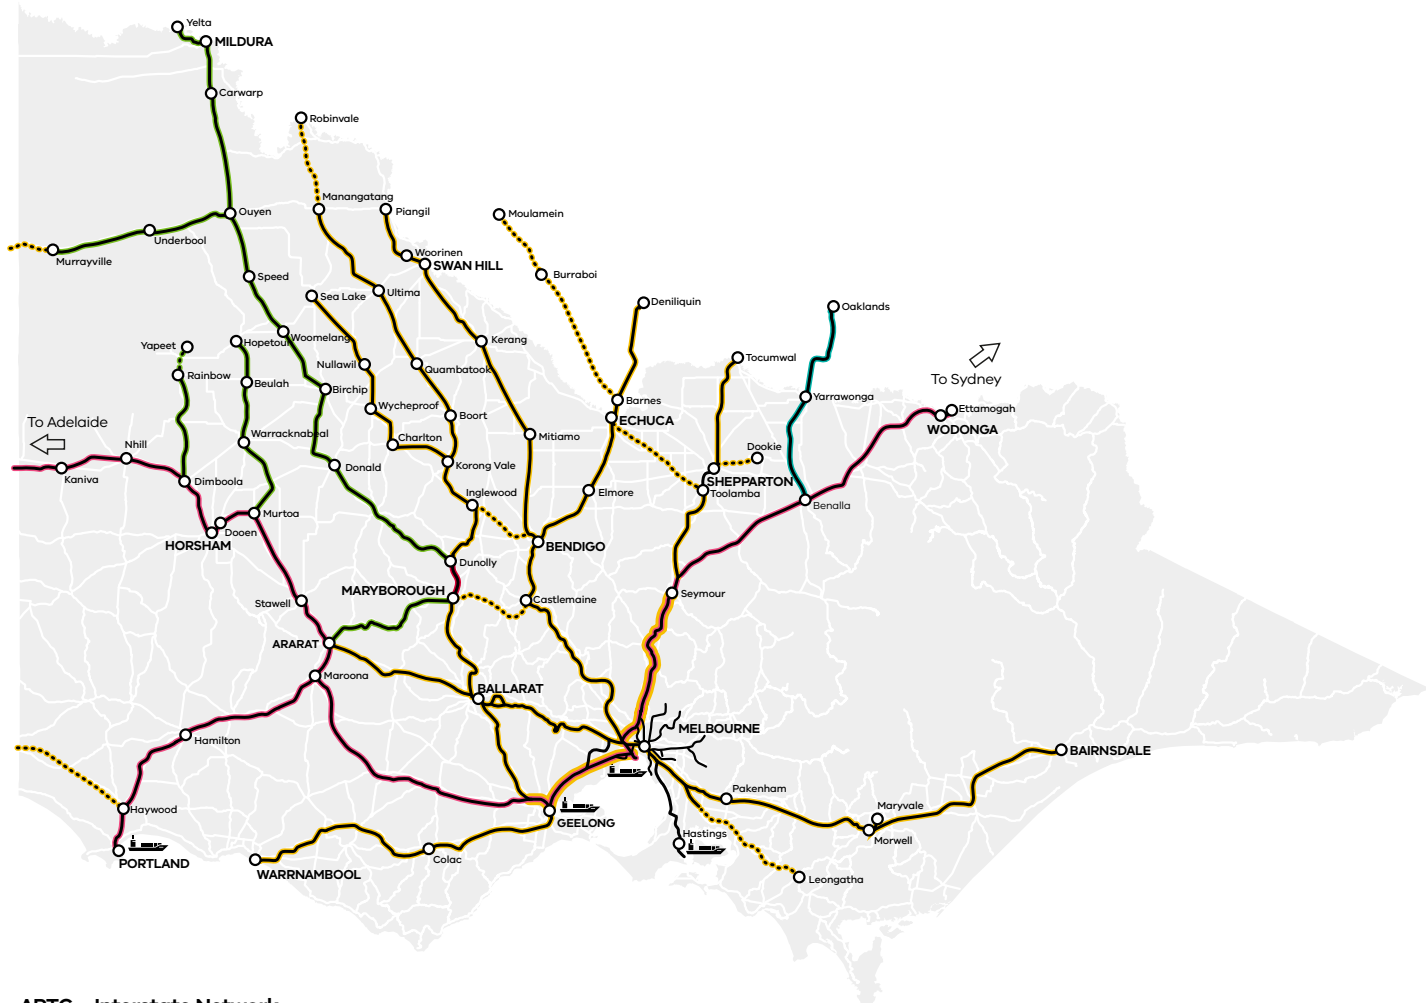 Yelta
MILDURA
Carwarp
Robinvale
Manangatang
Piangil
Moulamein
Ouyen
Underbool
Murrayville
Woorinen
SWAN HILL
Speed
Burraboi
Sea Lake
Ultima
Deniliquin
Oaklands
Yapeet
Hopetoun
Woomelang
Kerang
Tocumwal
To Sydney
Rainbow
Beulah
Nullawil
Quambatook
Birchip
Barnes
Yarrawonga
Wycheproof
Boort
ECHUCA
Ettamogah
WODONGA
To Adelaide
Warracknabeal
Charlton
Mitiamo
Dookie
Nhill
Kaniva
Donald
Korong Vale
Dimboola
SHEPPARTON
Toolamba
Inglewood
Elmore
Benalla
Murtoa
Dooen
HORSHAM
BENDIGO
Dunolly
MARYBOROUGH
Castlemaine
Seymour
Stawell
ARARAT
Maroona
BALLARAT
MELBOURNE
Hamilton
BAIRNSDALE
Pakenham
Maryvale
Haywood
GEELONG
Hastings
Morwell
PORTLAND
Colac
WARRNAMBOOL
Leongatha